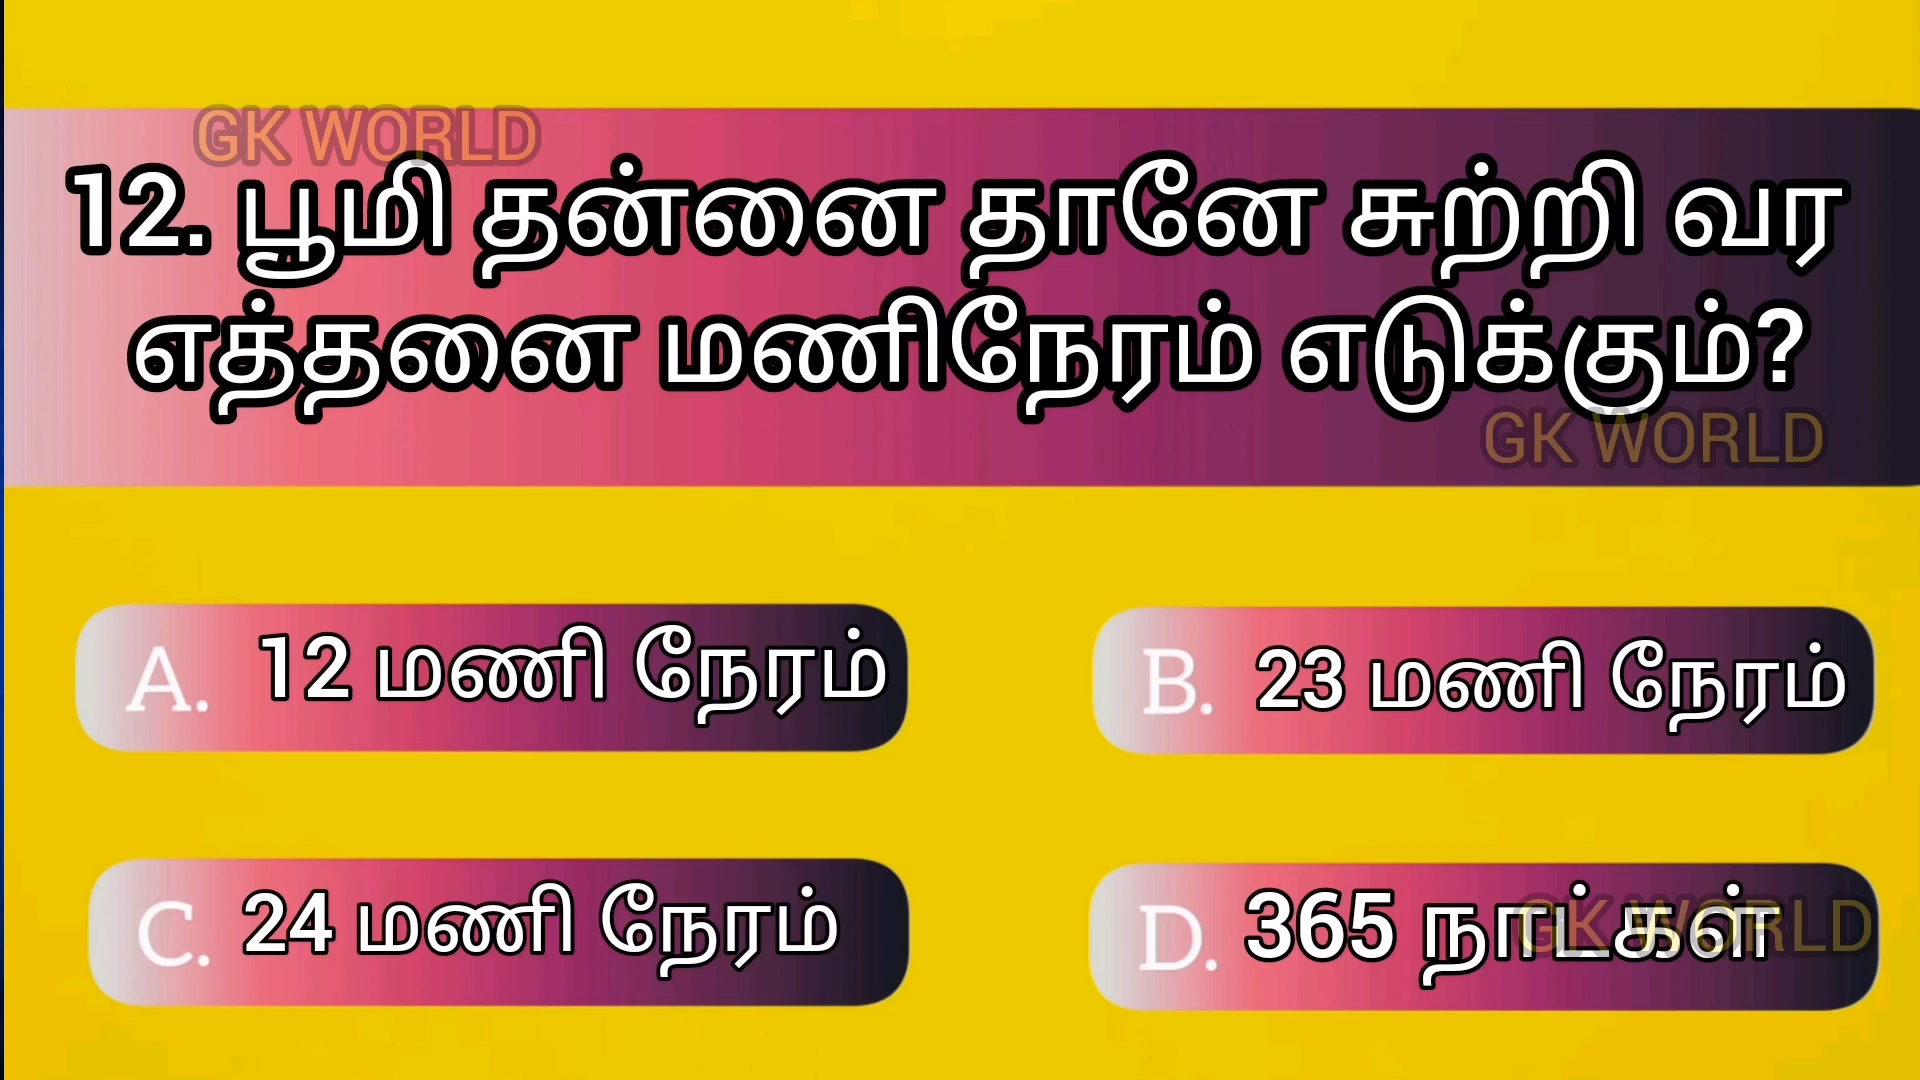 GK WORLD
12. பூமி தன்னை தானே சுற்றி வர
எத்தனை மணிநேரம் எடுக்கும்?
GK WORLD
A. 12 மணி நேரம்
B. 23 மணி நேரம்
C. 24 மணி நேரம்
D. 365 நாட்கள்
GK WORLD